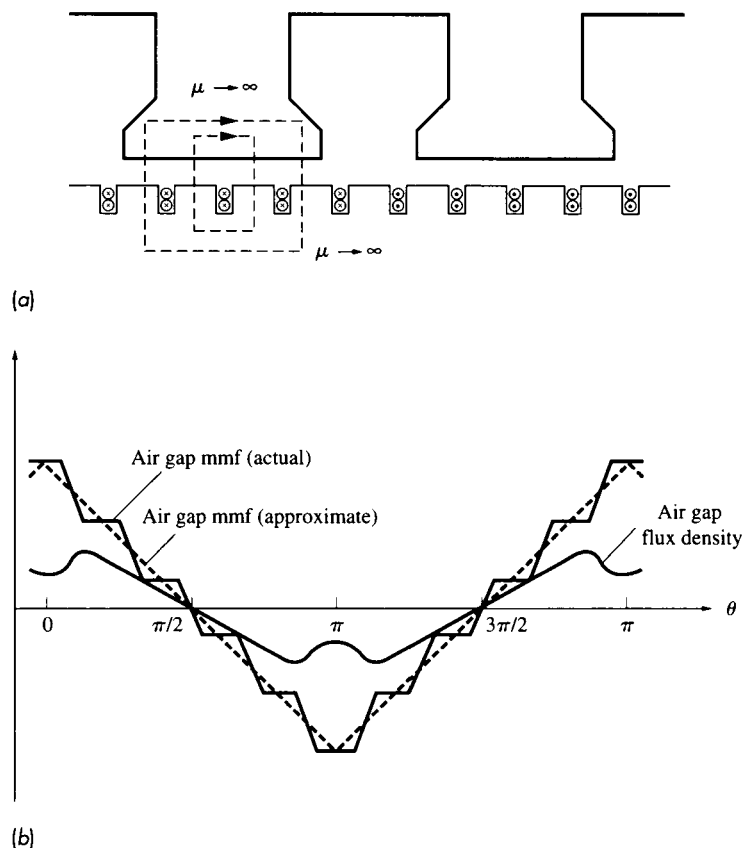 μ → ∞
μ → ∞
(a)
Air gap mmf (actual)
Air gap mmf (approximate)
Air gap
flux density
0
π/2
π
3π/2
π
θ
(b)